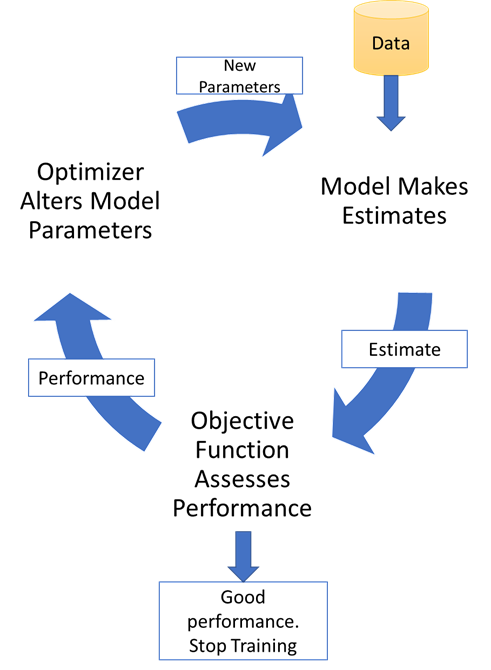 Data
New
Parameters
Optimizer
Alters Model
Parameters
Model Makes
Estimates
Estimate
Performance
Objective
Function
Assesses
Performance
Good
performance.
Stop Training